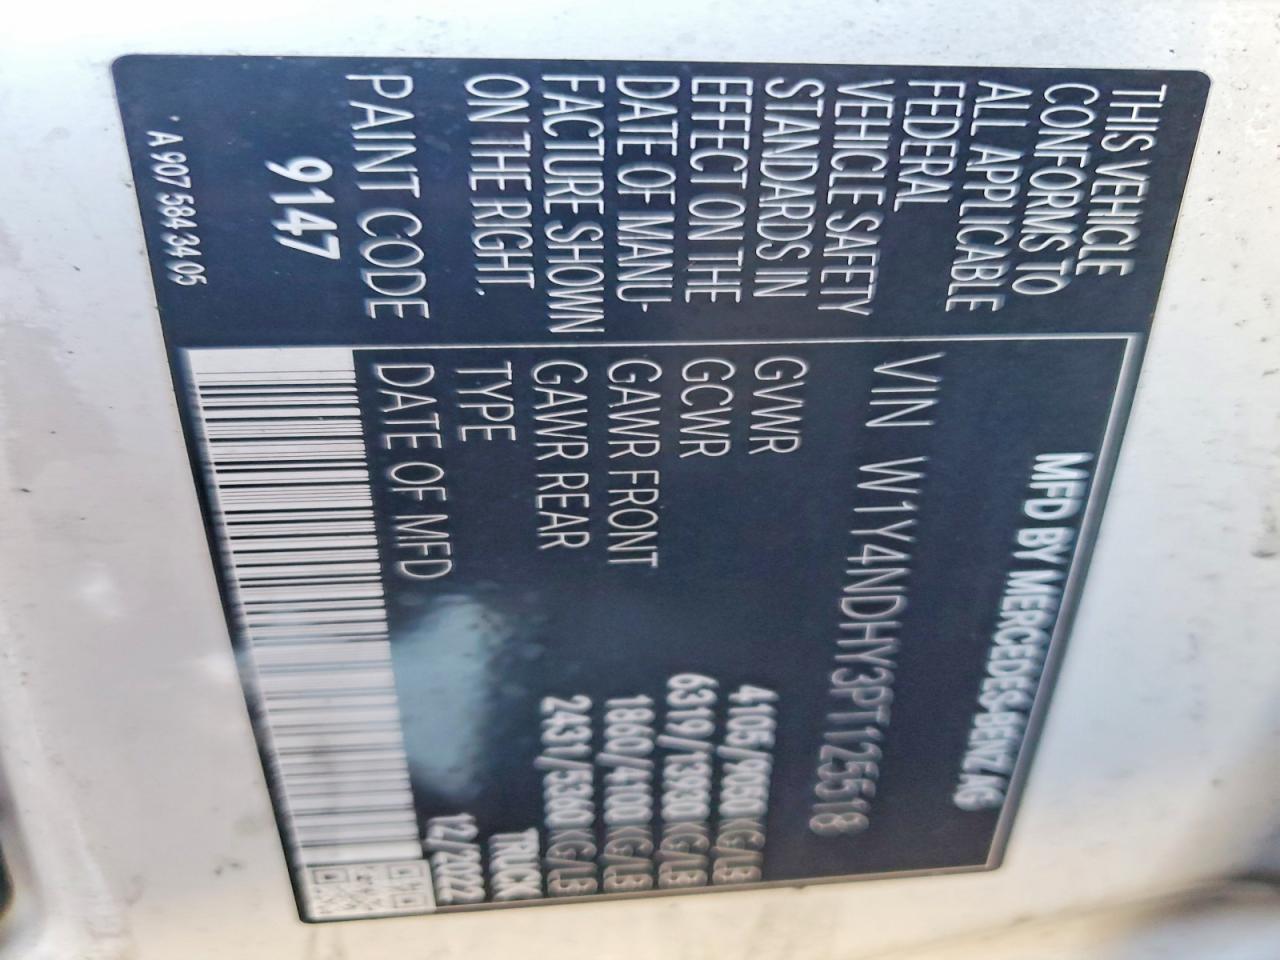 THIS VEHICLE
CONFORMS TO
ALL APPLICABLE
FEDERAL
VEHICLE SAFETY
STANDARDS IN
EFFECT ON THE
DATE OF MANU-
FACTURE SHOWN
ON THE RIGHT.
PAINT CODE
9147
A 907 584 34 05
MFD BY MERCEDES-BENZ AG
VIN W1Y4NDHY3PT125518
GVWR 4105/9050 KG/LB
GCWR 6319/13930 KG/LB
GAWR FRONT 1860/4100 KG/LB
GAWR REAR 2431/5360 KG/LB
TYPE TRUCK
DATE OF MFD 12/2022